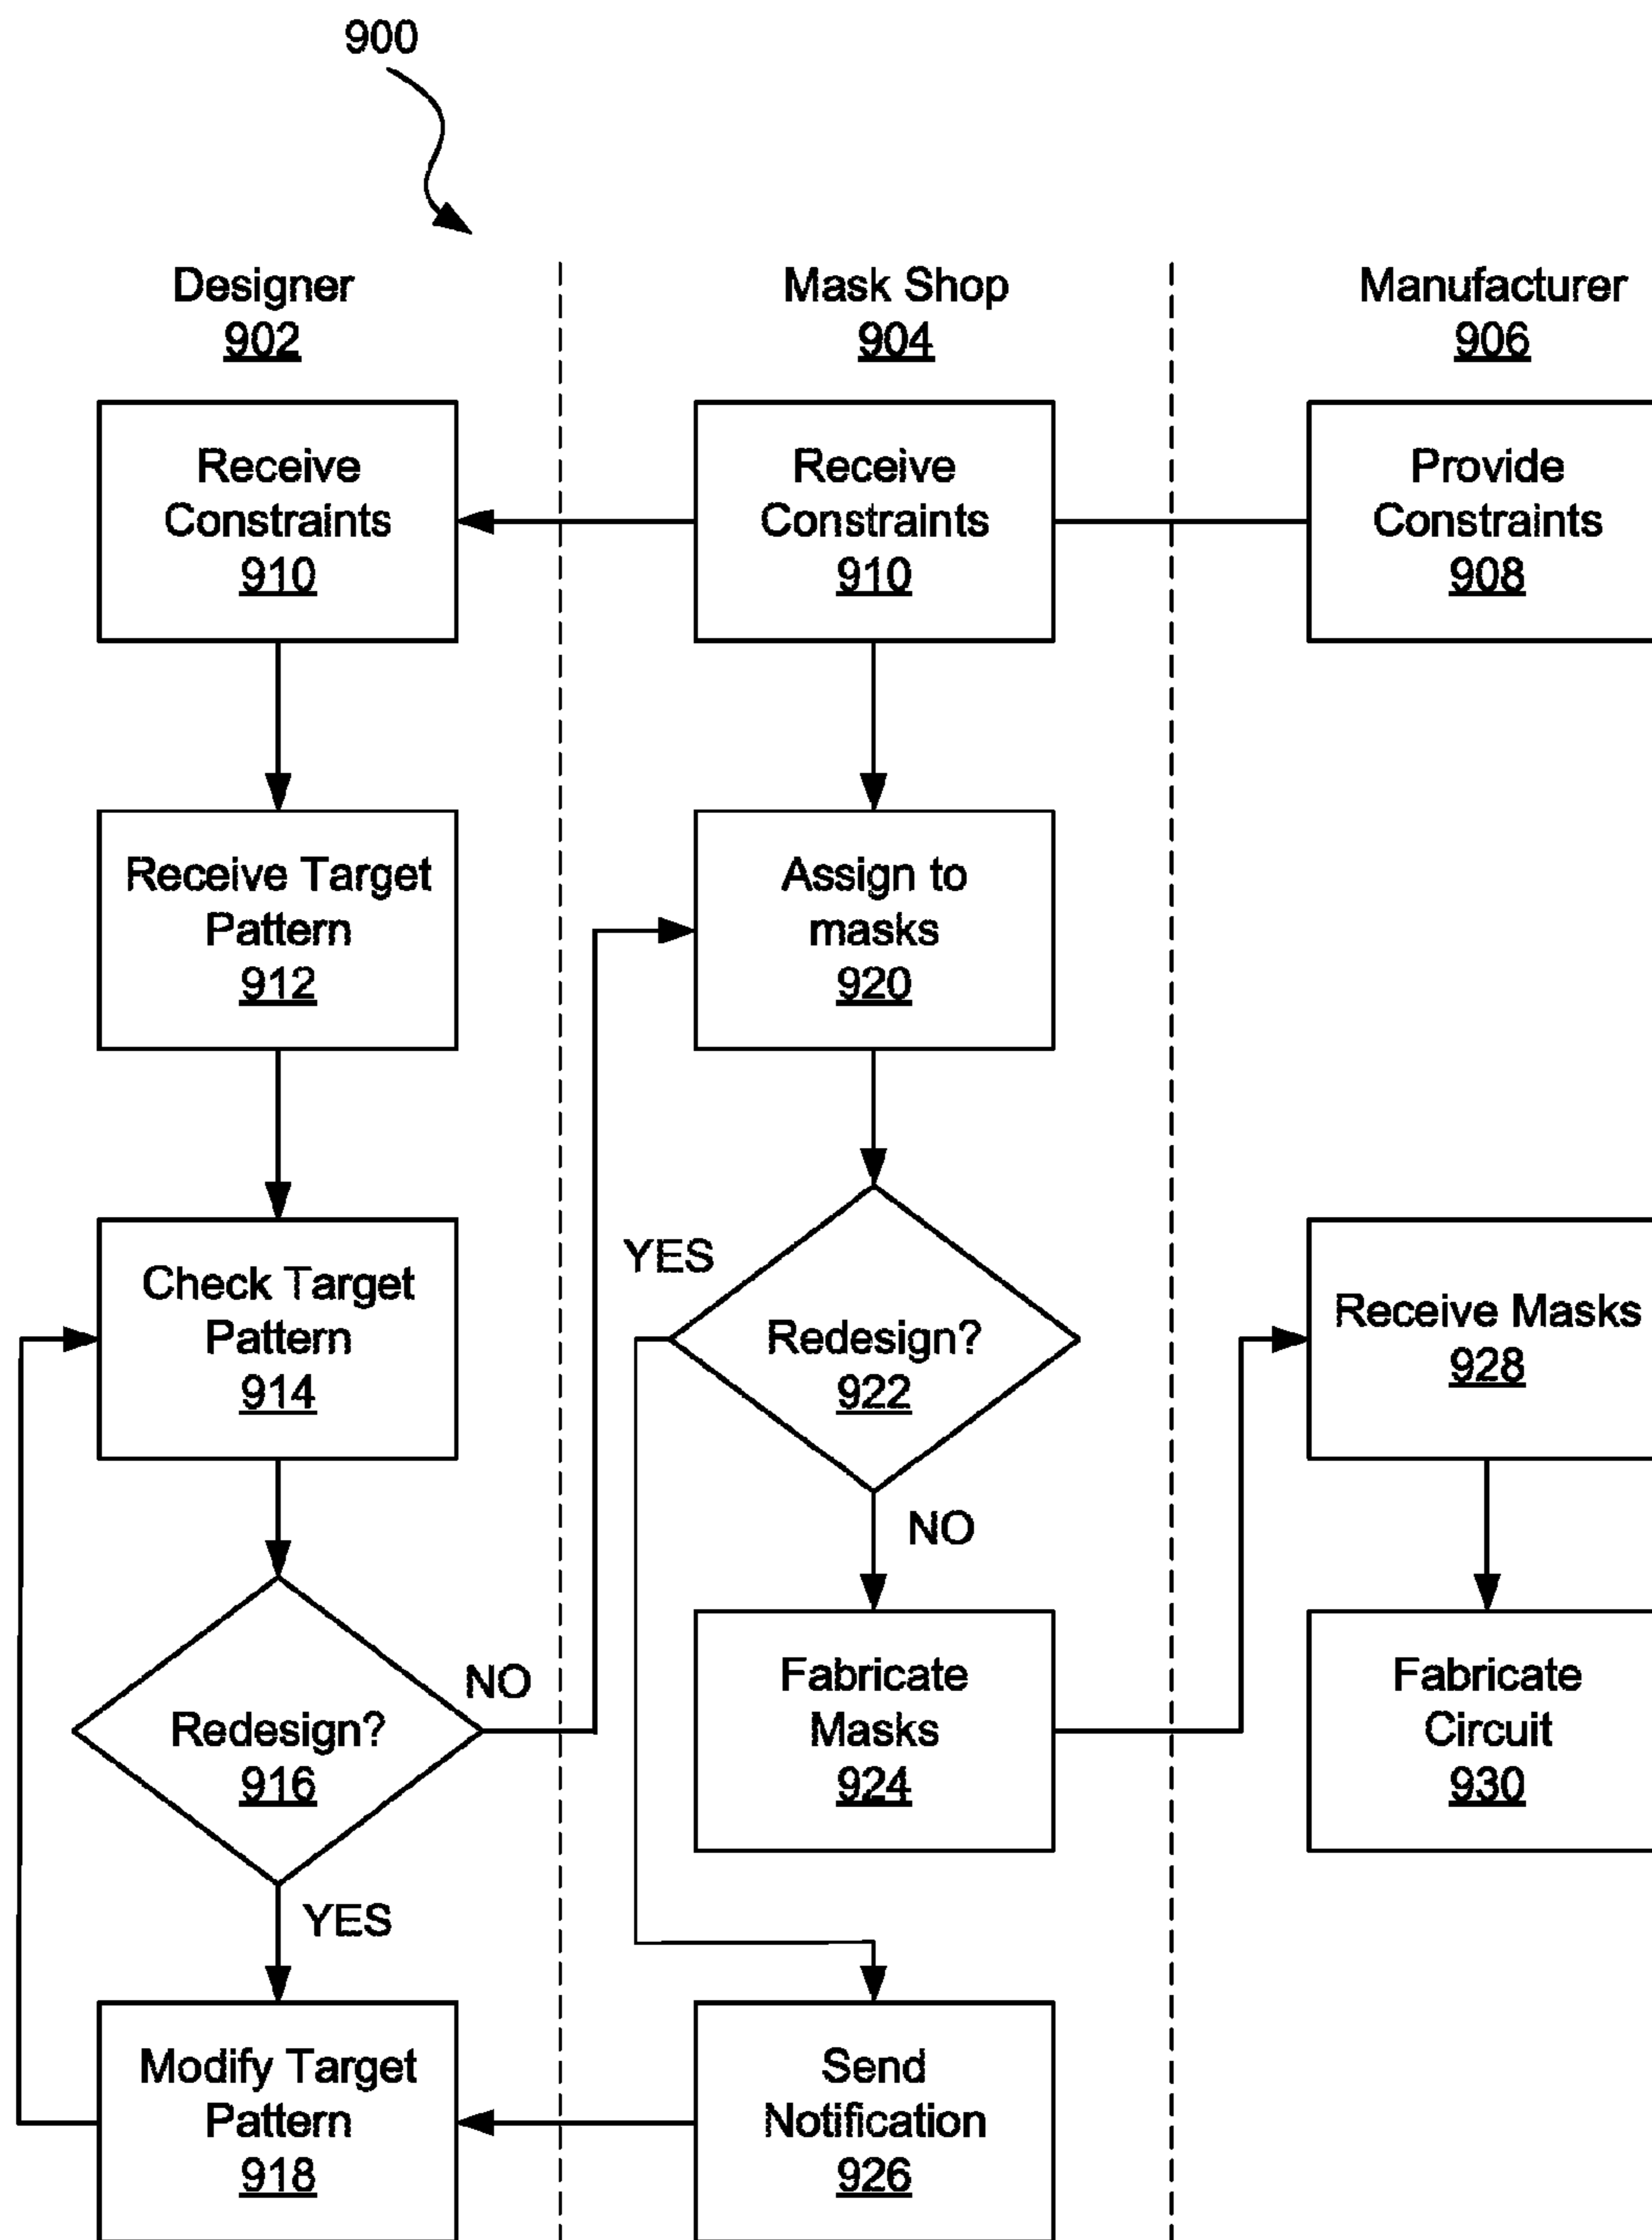 900
Designer
902
Mask Shop
904
Manufacturer
906
Receive
Constraints
910
Receive
Constraints
910
Provide
Constraints
908
Receive Target
Pattern
912
Assign to
masks
920
Check Target
Pattern
914
YES
Redesign?
922
NO
Receive Masks
928
Redesign?
916
NO
YES
Fabricate
Masks
924
Fabricate
Circuit
930
Modify Target
Pattern
918
Send
Notification
926